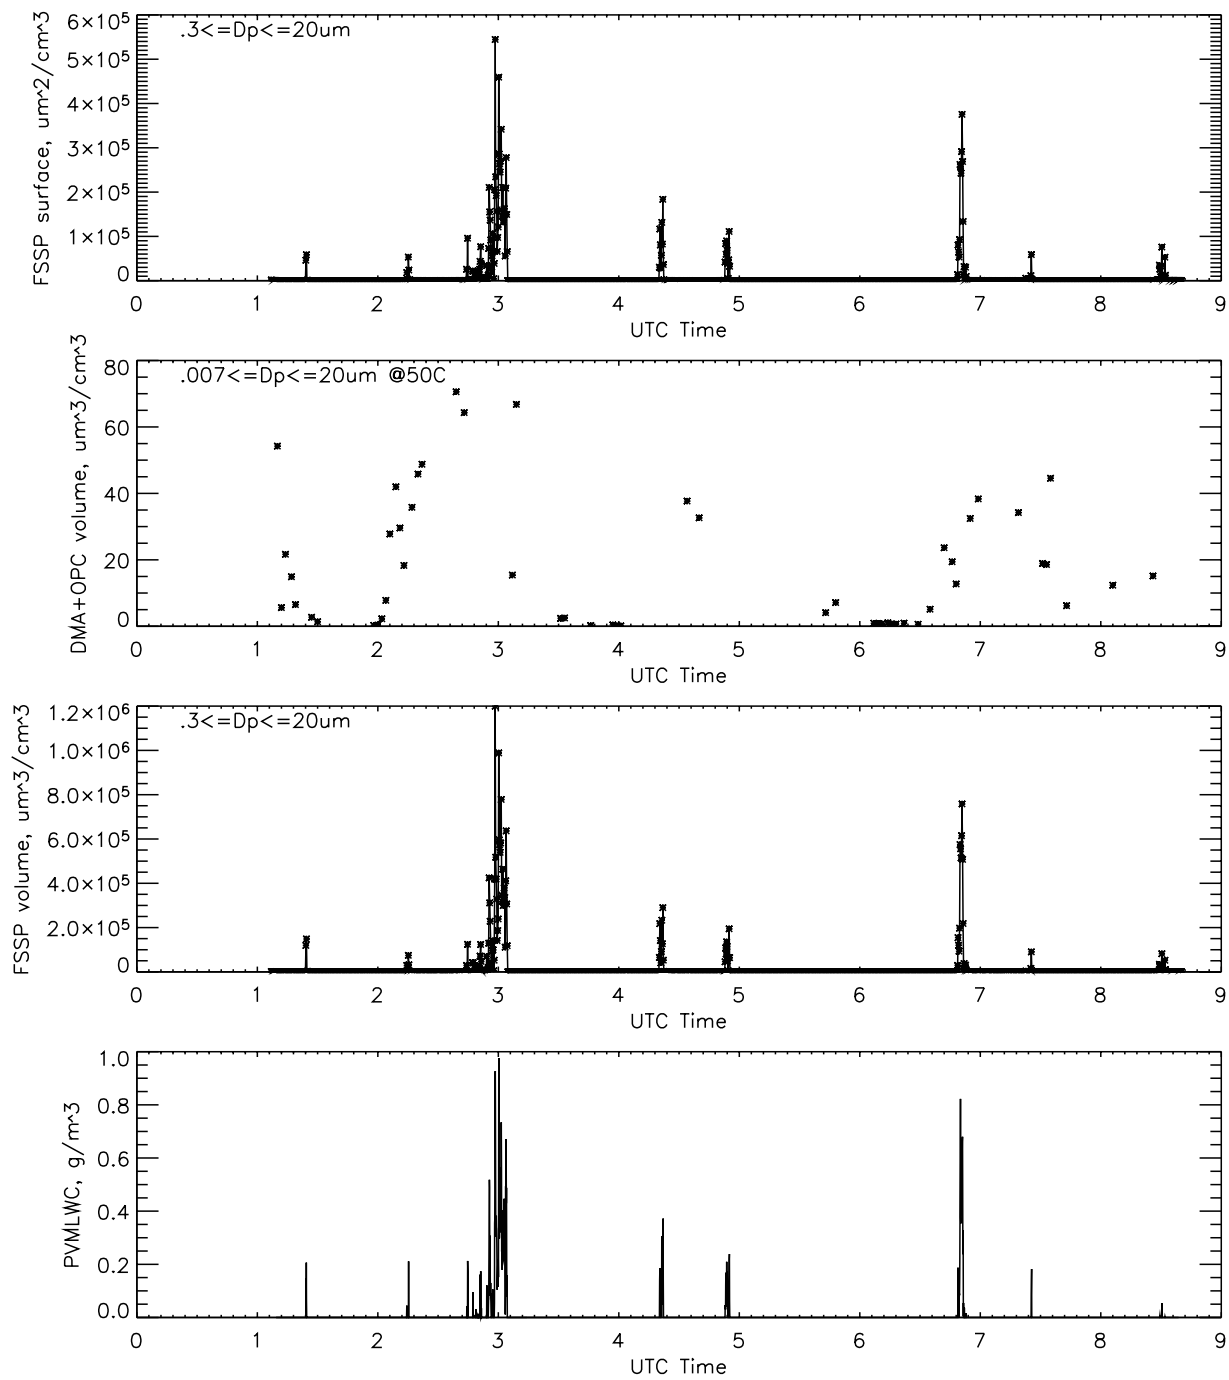 6×10⁵
.3<=Dp<=20um
5×10⁵
4×10⁵
3×10⁵
2×10⁵
1×10⁵
0
FSSP surface, um^2/cm^3
0 1 2 3 4 5 6 7 8 9
UTC Time
80
.007<=Dp<=20um @50C
60
40
20
0
DMA+OPC volume, um^3/cm^3
0 1 2 3 4 5 6 7 8 9
UTC Time
1.2×10⁶
.3<=Dp<=20um
1.0×10⁶
8.0×10⁵
6.0×10⁵
4.0×10⁵
2.0×10⁵
0
FSSP volume, um^3/cm^3
0 1 2 3 4 5 6 7 8 9
UTC Time
1.0
0.8
0.6
0.4
0.2
0.0
PVMLWC, g/m^3
0 1 2 3 4 5 6 7 8 9
UTC Time